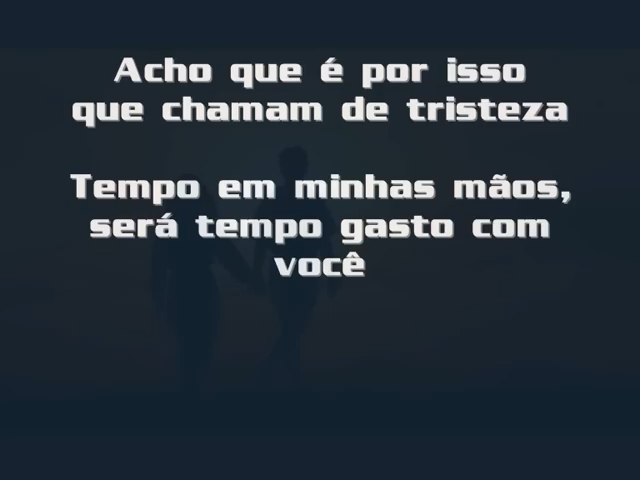 Acho que é por isso
que chamam de tristeza
Tempo em minhas mãos,
será tempo gasto com
você